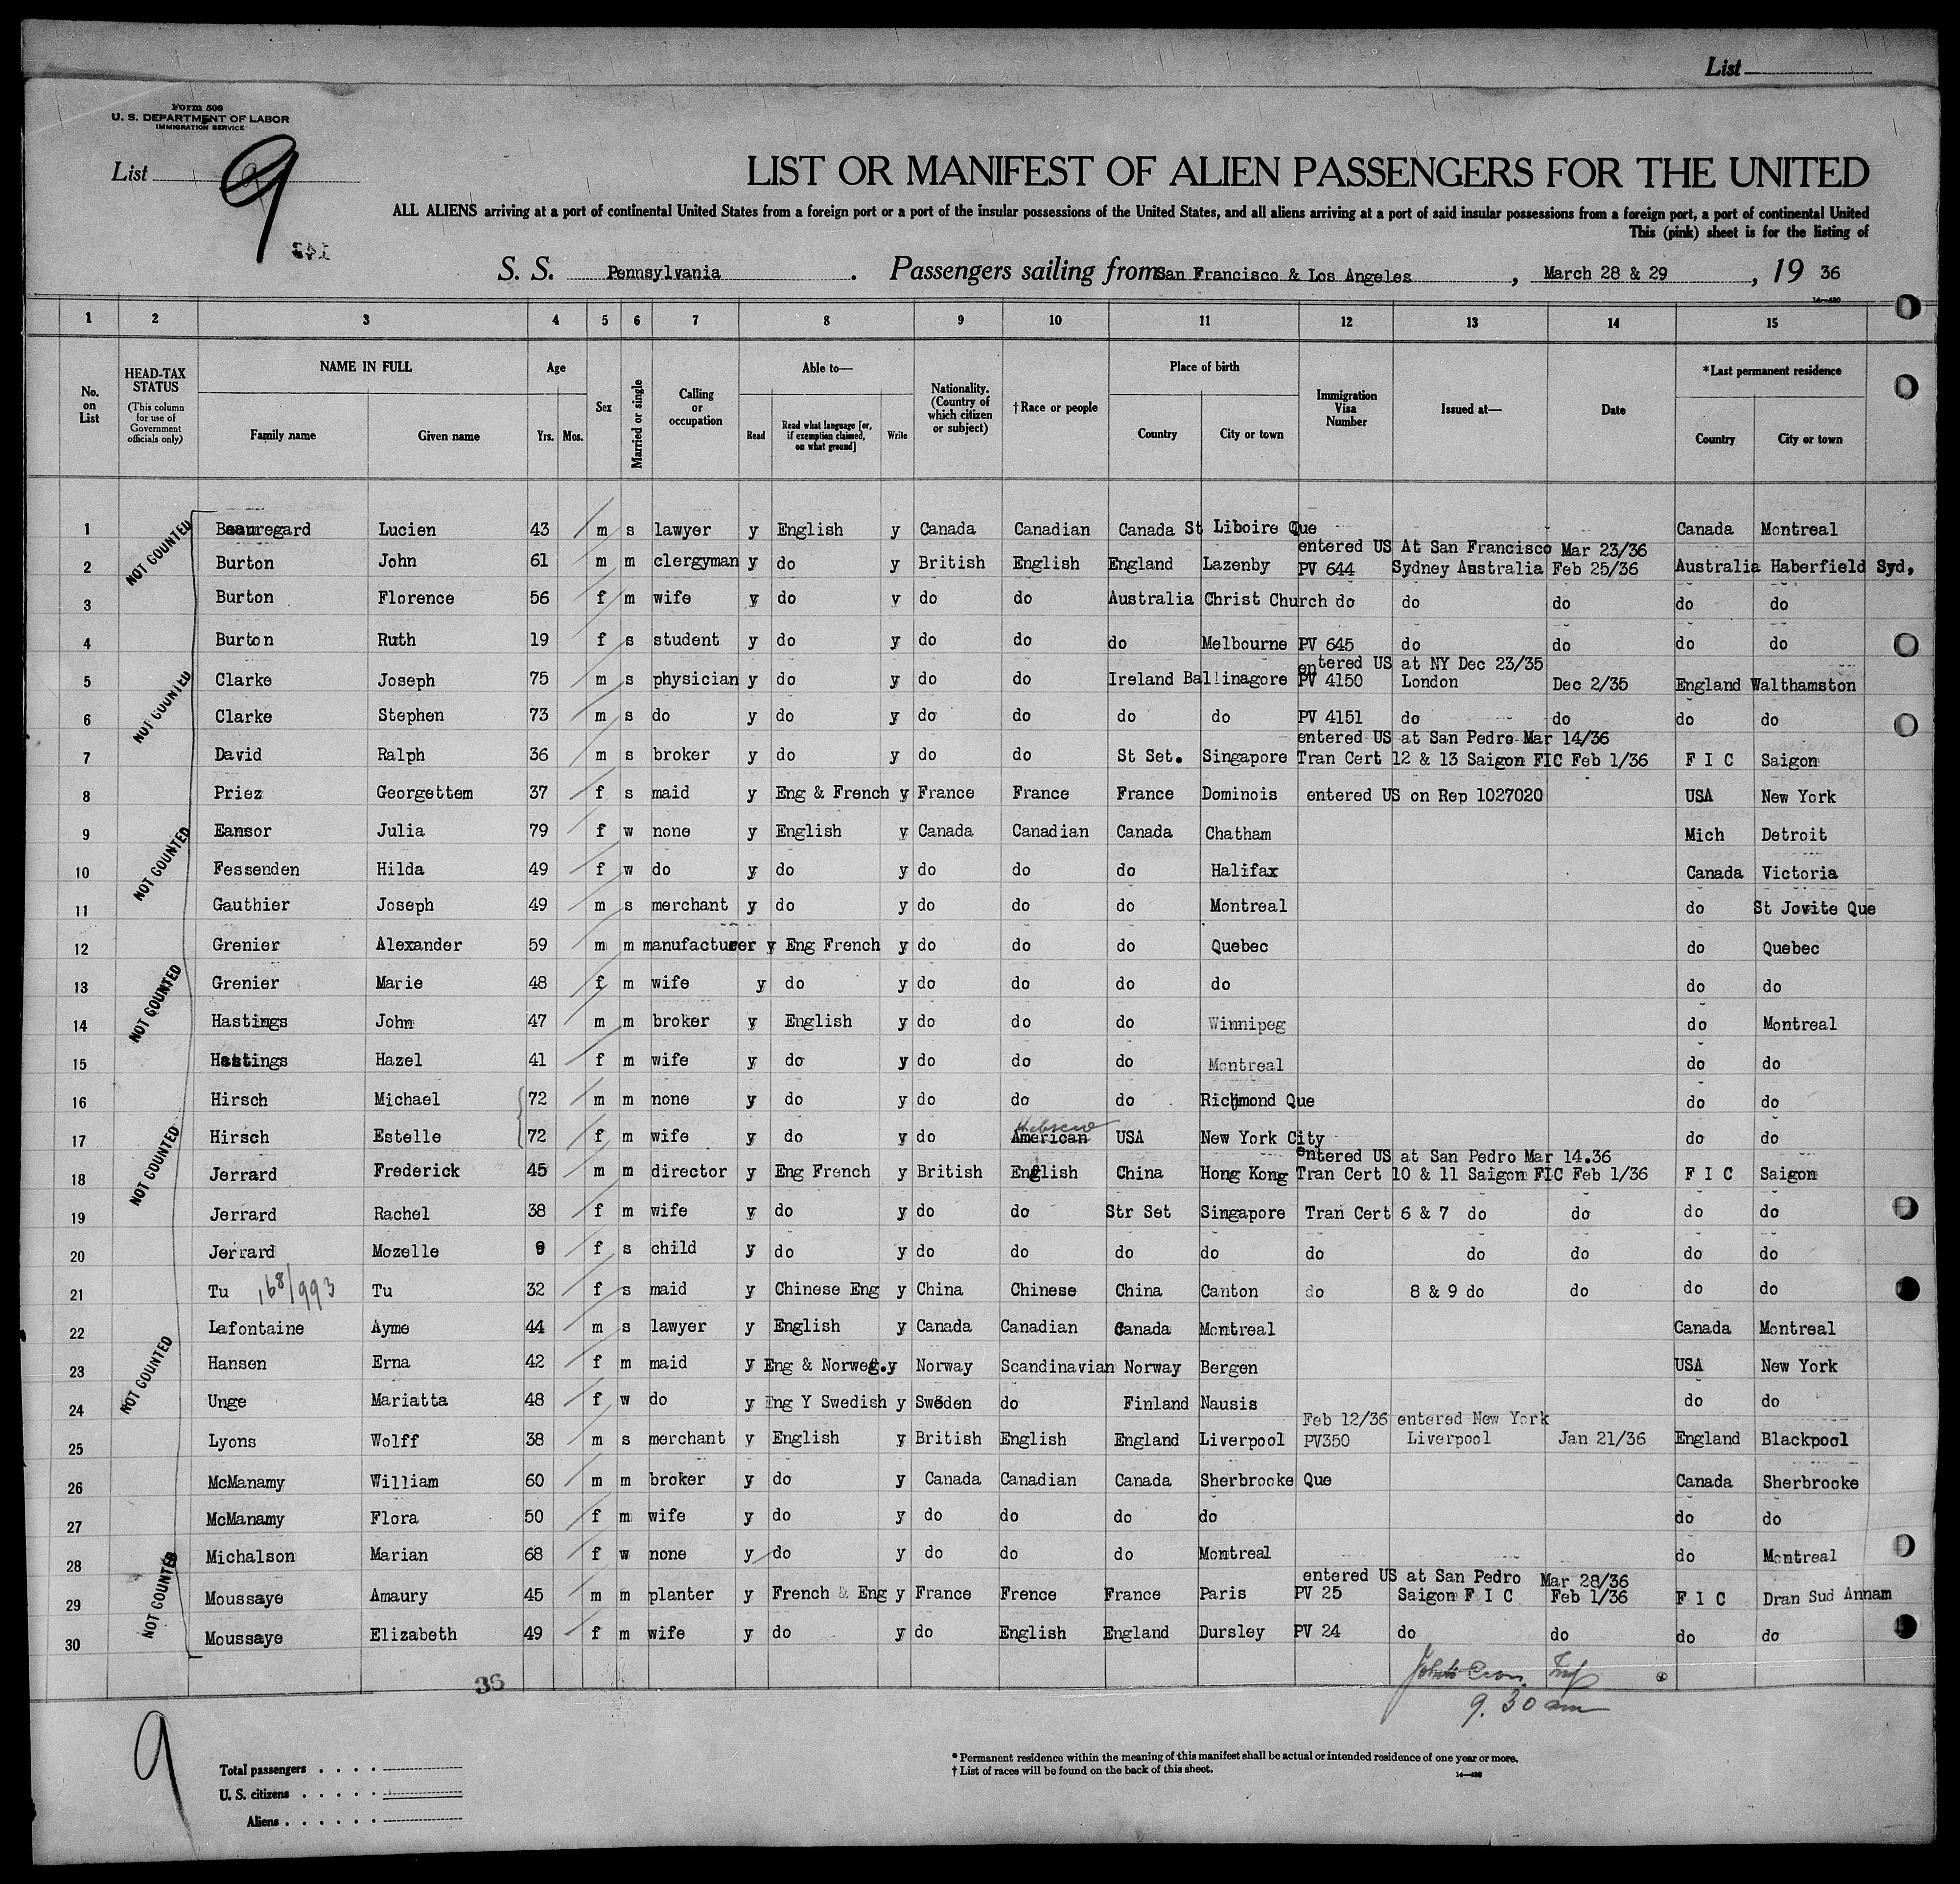 List
Form 500
U. S. DEPARTMENT OF LABOR
IMMIGRATION SERVICE
List 9
LIST OR MANIFEST OF ALIEN PASSENGERS FOR THE UNITED
ALL ALIENS arriving at a port of continental United States from a foreign port or a port of the insular possessions of the United States, and all aliens arriving at a port of said insular possessions from a foreign port, a port of continental United
This (pink) sheet is for the listing of
S. S. Pennsylvania. Passengers sailing from San Francisco & Los Angeles, March 28 & 29, 19 36
1 2 3 4 5 6 7 8 9 10 11 12 13 14 15
No. on List
HEAD-TAX STATUS
(This column for use of Government officials only)
NAME IN FULL
Family name Given name
Age
Yrs. Mos.
Sex
Married or single
Calling or occupation
Able to—
Read
Read what language [or, if exemption claimed, on what ground]
Write
Nationality. (Country of which citizen or subject)
†Race or people
Place of birth
Country City or town
Immigration Visa Number
Issued at—
Date
*Last permanent residence
Country City or town
NOT COUNTED
NOT COUNTED
NOT COUNTED
NOT COUNTED
NOT COUNTED
NOT COUNTED
NOT COUNTED
1 Beauregard Lucien 43 m s lawyer y English y Canada Canadian Canada St Liboire Que Canada Montreal
entered US At San Francisco Mar 23/36
2 Burton John 61 m m clergyman y do y British English England Lazenby PV 644 Sydney Australia Feb 25/36 Australia Haberfield Syd,
3 Burton Florence 56 f m wife y do y do do Australia Christ Church do do do do do
4 Burton Ruth 19 f s student y do y do do do Melbourne PV 645 do do do do
entered US at NY Dec 23/35
5 Clarke Joseph 75 m s physician y do y do do Ireland Ballinagore PV 4150 London Dec 2/35 England Walthamston
6 Clarke Stephen 73 m s do y do y do do do do PV 4151 do do do do
entered US at San Pedro Mar 14/36
7 David Ralph 36 m s broker y do y do do St Set. Singapore Tran Cert 12 & 13 Saigon FIC Feb 1/36 F I C Saigon
8 Priez Georgettem 37 f s maid y Eng & French y France France France Dominois entered US on Rep 1027020 USA New York
9 Eansor Julia 79 f w none y English y Canada Canadian Canada Chatham Mich Detroit
10 Fessenden Hilda 49 f w do y do y do do do Halifax Canada Victoria
11 Gauthier Joseph 49 m s merchant y do y do do do Montreal do St Jovite Que
12 Grenier Alexander 59 m m manufacturer y Eng French y do do do Quebec do Quebec
13 Grenier Marie 48 f m wife y do y do do do do do do
14 Hastings John 47 m m broker y English y do do do Winnipeg do Montreal
15 Hastings Hazel 41 f m wife y do y do do do Montreal do do
16 Hirsch Michael 72 m m none y do y do do do Richmond Que do do
Hebrew
17 Hirsch Estelle 72 f m wife y do y do American USA New York City do do
entered US at San Pedro Mar 14.36
18 Jerrard Frederick 45 m m director y Eng French y British English China Hong Kong Tran Cert 10 & 11 Saigon FIC Feb 1/36 F I C Saigon
19 Jerrard Rachel 38 f m wife y do y do do Str Set Singapore Tran Cert 6 & 7 do do do do
20 Jerrard Mozelle 9 f s child y do y do do do do do do do do do
21 Tu 168/993 Tu 32 f s maid y Chinese Eng y China Chinese China Canton do 8 & 9 do do do do
22 Lafontaine Ayme 44 m s lawyer y English y Canada Canadian Canada Montreal Canada Montreal
23 Hansen Erna 42 f m maid y Eng & Norweg. y Norway Scandinavian Norway Bergen USA New York
24 Unge Mariatta 48 f w do y Eng Y Swedish y Sweden do Finland Nausis do do
Feb 12/36 entered New York
25 Lyons Wolff 38 m s merchant y English y British English England Liverpool PV350 Liverpool Jan 21/36 England Blackpool
26 McManamy William 60 m m broker y do y Canada Canadian Canada Sherbrooke Que Canada Sherbrooke
27 McManamy Flora 50 f m wife y do y do do do do do do
28 Michalson Marian 68 f w none y do y do do do Montreal do Montreal
entered US at San Pedro Mar 28/36
29 Moussaye Amaury 45 m m planter y French & Eng y France Frence France Paris PV 25 Saigon F I C Feb 1/36 F I C Dran Sud Annam
30 Moussaye Elizabeth 49 f m wife y do y do English England Dursley PV 24 do do do do
36
9.30 am
9
Total passengers
U. S. citizens
Aliens
* Permanent residence within the meaning of this manifest shall be actual or intended residence of one year or more.
† List of races will be found on the back of this sheet.